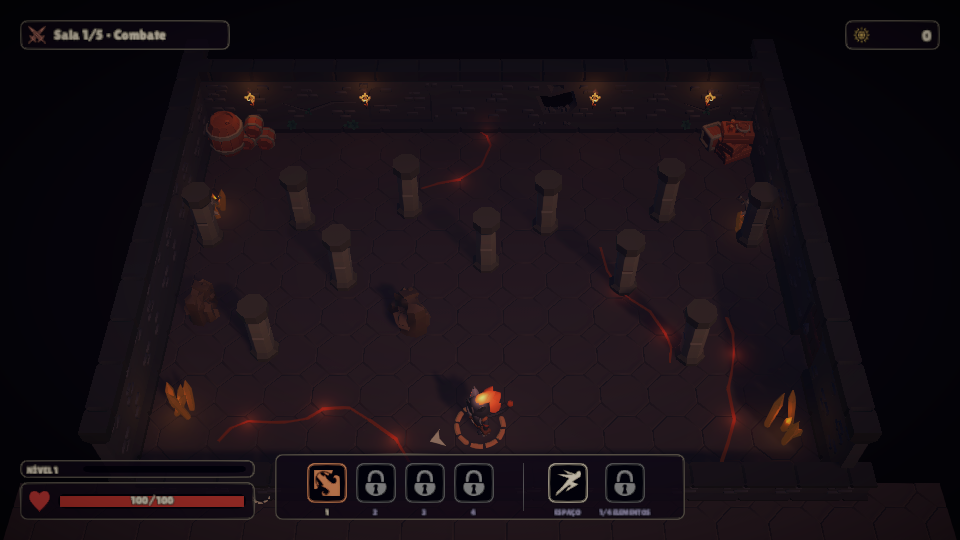 Sala 1/5 - Combate
0
NÍVEL 1
100/100
1
2
3
4
ESPAÇO
1/4 ELEMENTOS